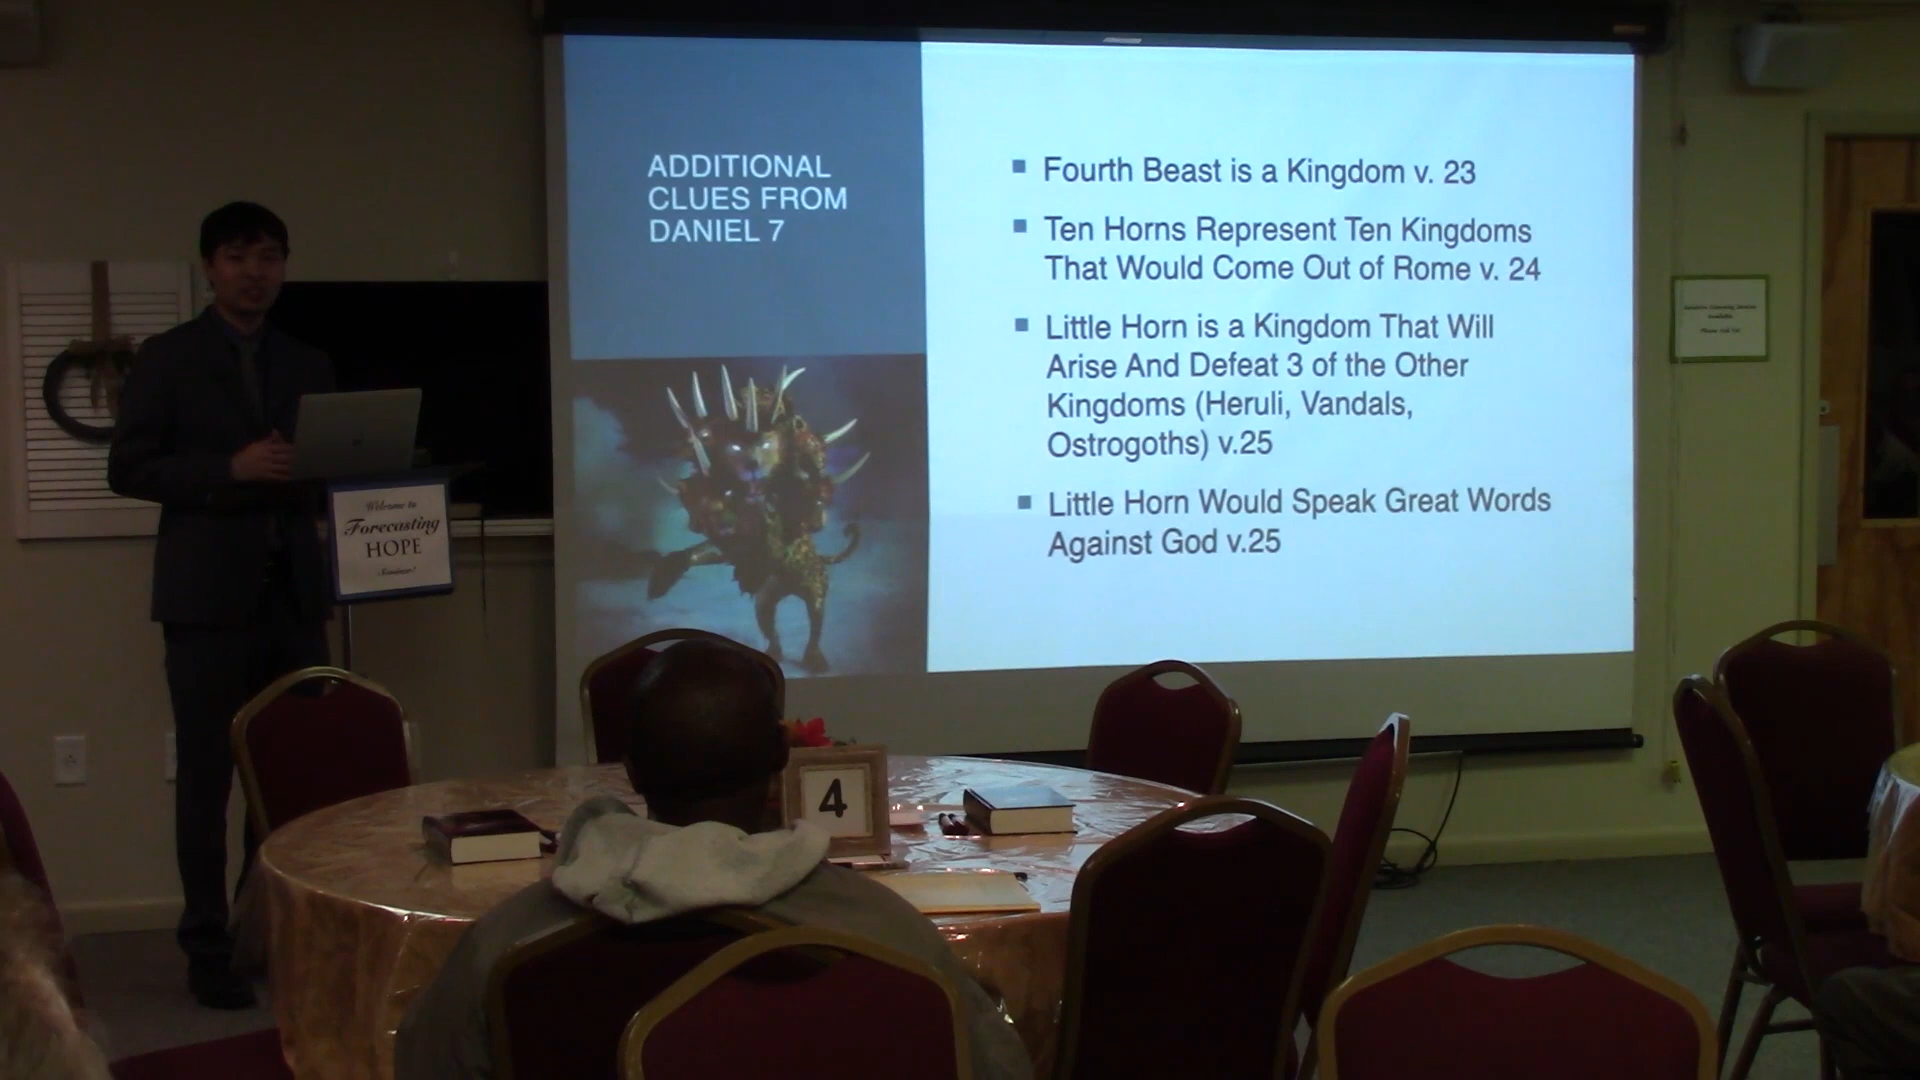 ADDITIONAL
CLUES FROM
DANIEL 7
Fourth Beast is a Kingdom v. 23
Ten Horns Represent Ten Kingdoms
That Would Come Out of Rome v. 24
Little Horn is a Kingdom That Will
Arise And Defeat 3 of the Other
Kingdoms (Heruli, Vandals,
Ostrogoths) v.25
Little Horn Would Speak Great Words
Against God v.25
Welcome to
Forecasting
HOPE
Seminar!
4